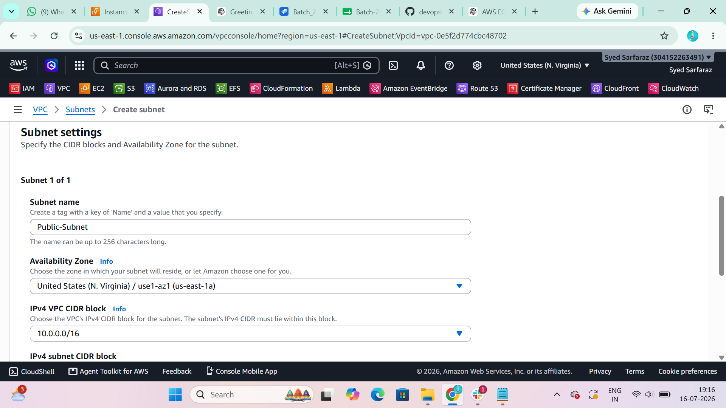 (9) Who
Instance
CreateS
Greetin
Batch_
Batch-
devope
AWS EC
Ask Gemini
us-east-1.console.aws.amazon.com/vpcconsole/home?region=us-east-1#CreateSubnet:VpcId=vpc-0e5f2d774cbc48702
aws
Search
[Alt+S]
United States (N. Virginia) ▼
Syed Sarfaraz (304152263491) ▼
Syed Sarfaraz
IAM
VPC
EC2
S3
Aurora and RDS
EFS
CloudFormation
Lambda
Amazon EventBridge
Route 53
Certificate Manager
CloudFront
CloudWatch
VPC > Subnets > Create subnet
Subnet settings
Specify the CIDR blocks and Availability Zone for the subnet.
Subnet 1 of 1
Subnet name
Create a tag with a key of 'Name' and a value that you specify.
Public-Subnet
The name can be up to 256 characters long.
Availability Zone Info
Choose the zone in which your subnet will reside, or let Amazon choose one for you.
United States (N. Virginia) / use1-az1 (us-east-1a)
IPv4 VPC CIDR block Info
Choose the VPC's IPv4 CIDR block for the subnet. The subnet's IPv4 CIDR must lie within this block.
10.0.0.0/16
IPv4 subnet CIDR block
CloudShell
Agent Toolkit for AWS
Feedback
Console Mobile App
© 2026, Amazon Web Services, Inc. or its affiliates.
Privacy
Terms
Cookie preferences
Search
ENG
IN
19:16
16-07-2026